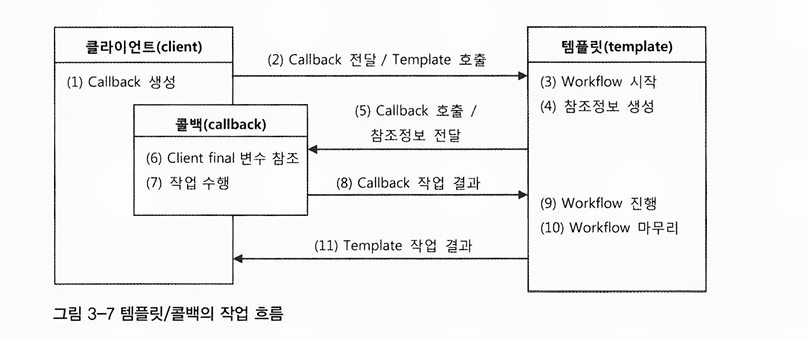 클라이언트(client)
(1) Callback 생성
(2) Callback 전달 / Template 호출
템플릿(template)
(3) Workflow 시작
(4) 참조정보 생성
(5) Callback 호출 /
참조정보 전달
콜백(callback)
(6) Client final 변수 참조
(7) 작업 수행
(8) Callback 작업 결과
(9) Workflow 진행
(10) Workflow 마무리
(11) Template 작업 결과
그림 3–7 템플릿/콜백의 작업 흐름